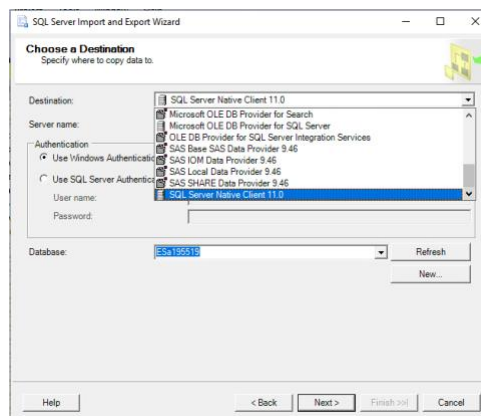 SQL Server Import and Export Wizard
Choose a Destination
Specify where to copy data to.
Destination: SQL Server Native Client 11.0
Microsoft OLE DB Provider for Search
Server name: Microsoft OLE DB Provider for SQL Server
OLE DB Provider for SQL Server Integration Services
Authentication SAS Base SAS Data Provider 9.46
Use Windows Authenticatio SAS IOM Data Provider 9.46
SAS Local Data Provider 9.46
Use SQL Server Authentica SAS SHARE Data Provider 9.46
SQL Server Native Client 11.0
User name:
Password:
Database: ESa195519 Refresh
New...
Help < Back Next > Finish >>| Cancel